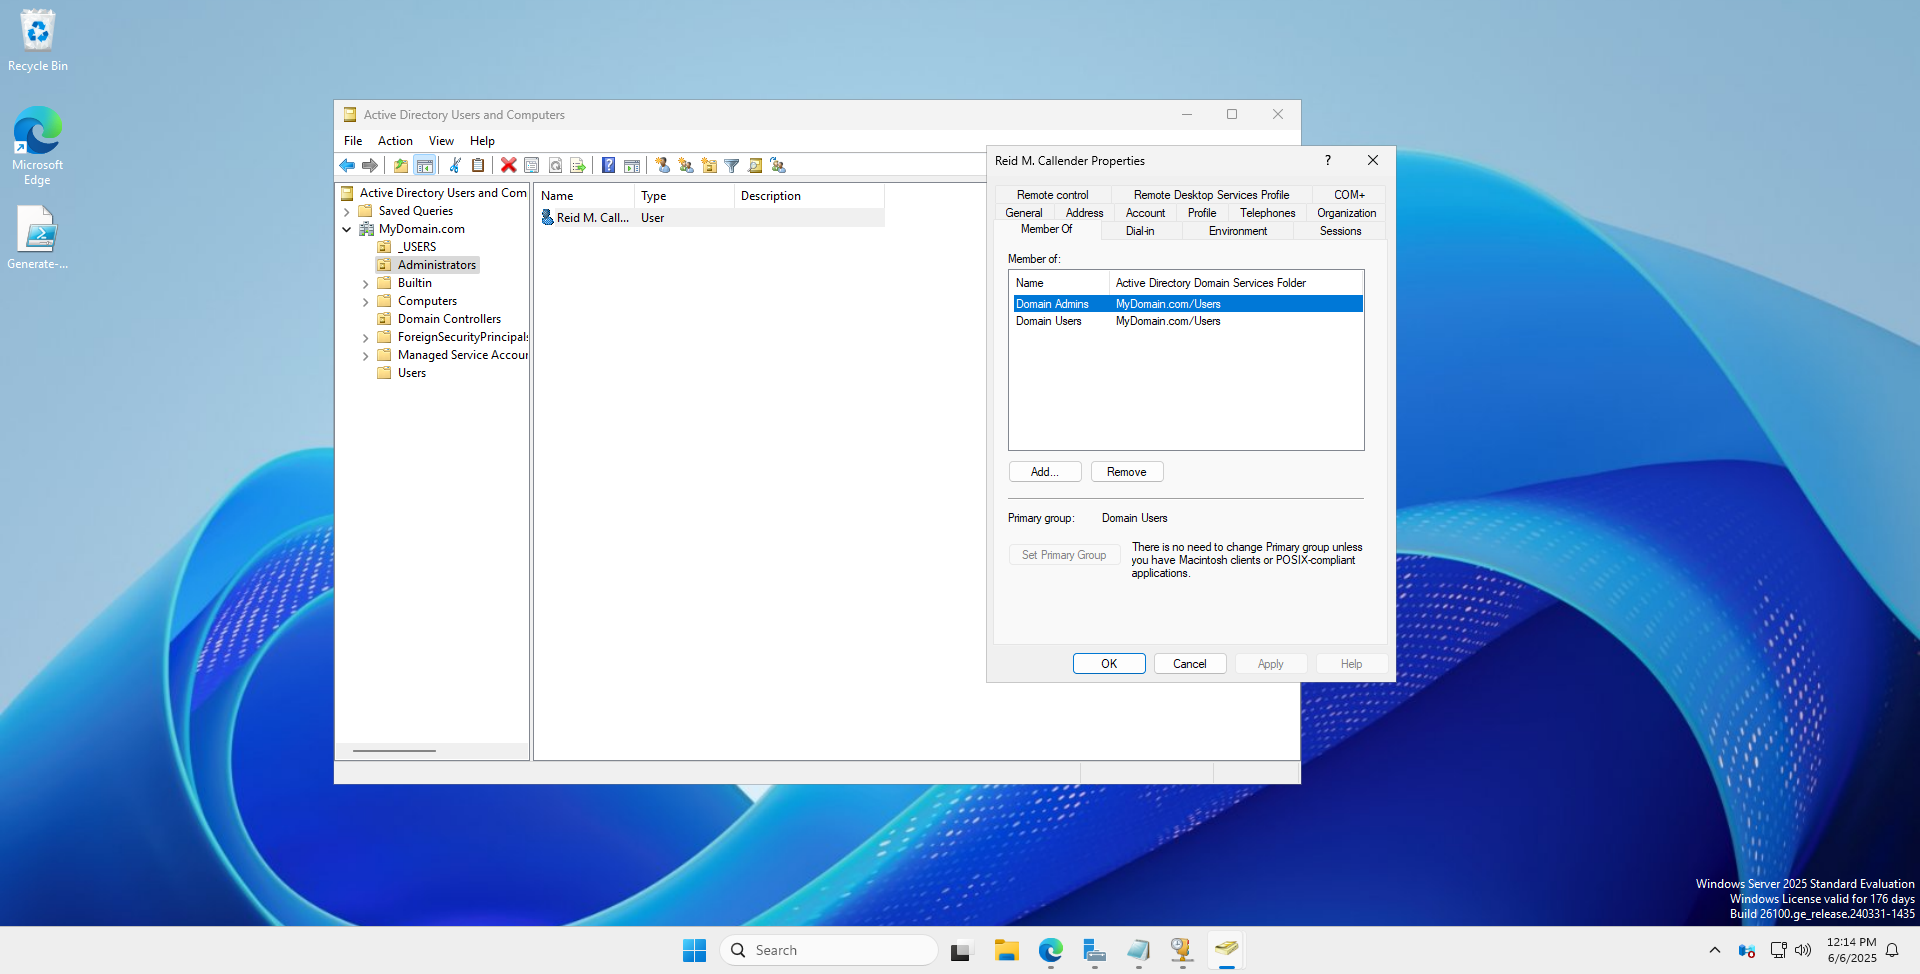 Recycle Bin
Microsoft
Edge
Generate-...
Active Directory Users and Computers
File Action View Help
Active Directory Users and Com
Saved Queries
MyDomain.com
_USERS
Administrators
Builtin
Computers
Domain Controllers
ForeignSecurityPrincipals
Managed Service Accour
Users
Name Type Description
Reid M. Call... User
Reid M. Callender Properties
?
Remote control Remote Desktop Services Profile COM+
General Address Account Profile Telephones Organization
Member Of Dial-in Environment Sessions
Member of:
Name Active Directory Domain Services Folder
Domain Admins MyDomain.com/Users
Domain Users MyDomain.com/Users
Add... Remove
Primary group: Domain Users
Set Primary Group
There is no need to change Primary group unless
you have Macintosh clients or POSIX-compliant
applications.
OK Cancel Apply Help
Windows Server 2025 Standard Evaluation
Windows License valid for 176 days
Build 26100.ge_release.240331-1435
Search
12:14 PM
6/6/2025